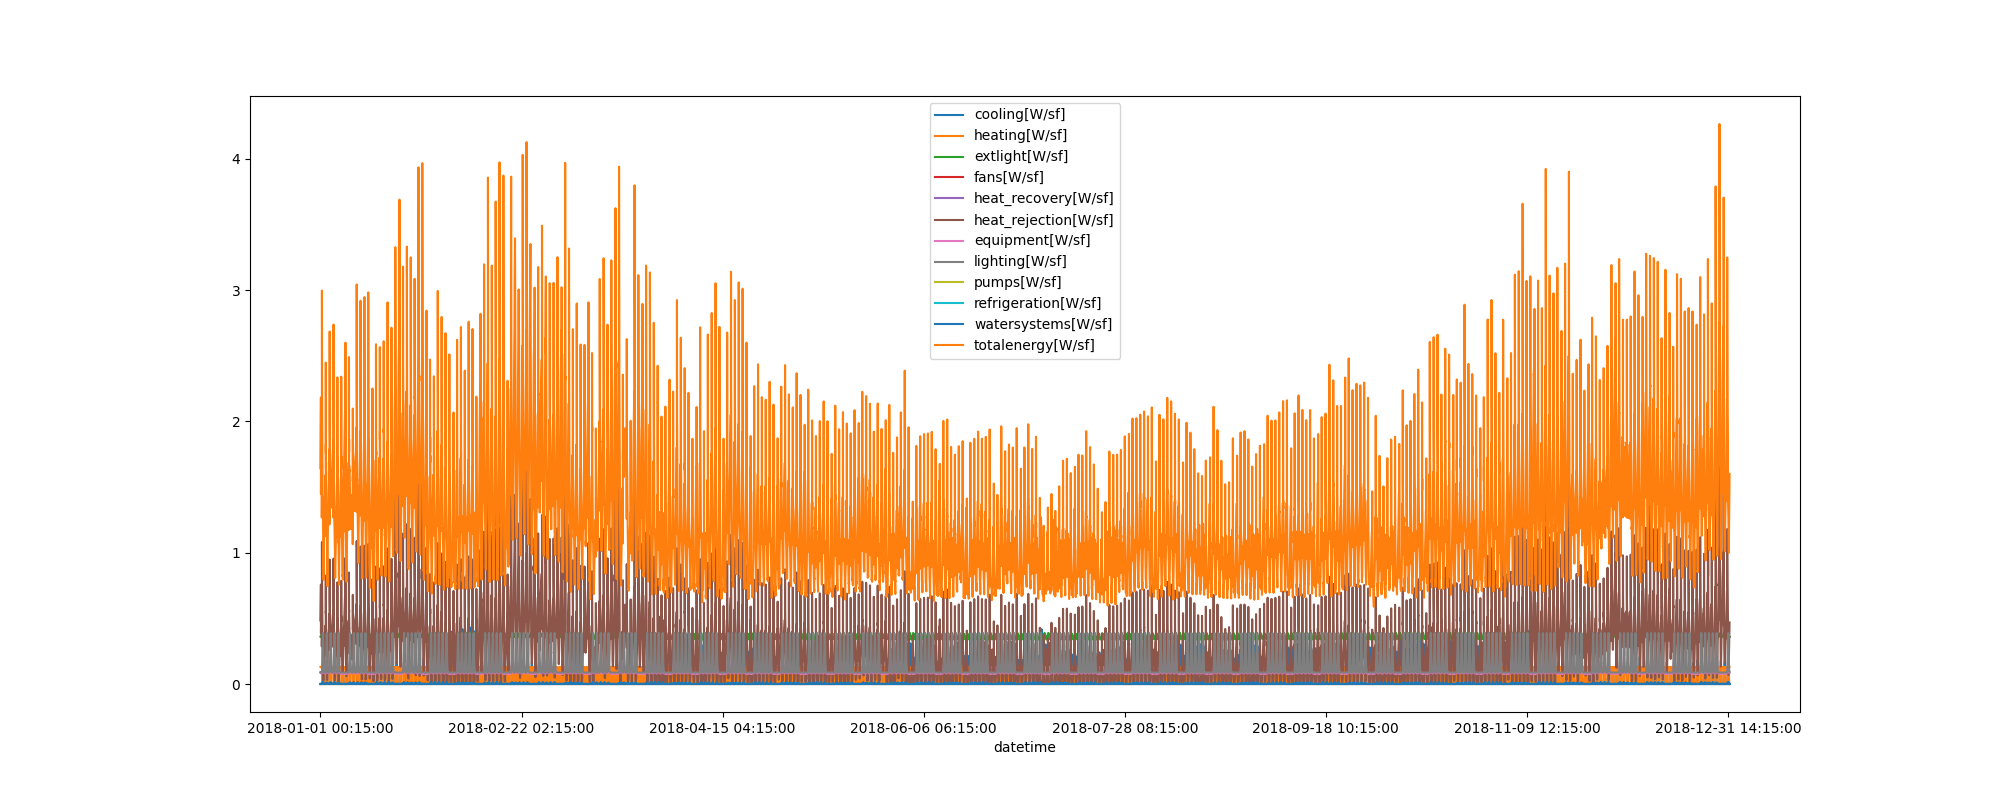 cooling[W/sf]
heating[W/sf]
extlight[W/sf]
fans[W/sf]
heat_recovery[W/sf]
heat_rejection[W/sf]
equipment[W/sf]
lighting[W/sf]
pumps[W/sf]
refrigeration[W/sf]
watersystems[W/sf]
totalenergy[W/sf]
4
3
2
1
0
2018-01-01 00:15:00 2018-02-22 02:15:00 2018-04-15 04:15:00 2018-06-06 06:15:00 2018-07-28 08:15:00 2018-09-18 10:15:00 2018-11-09 12:15:00 2018-12-31 14:15:00
datetime